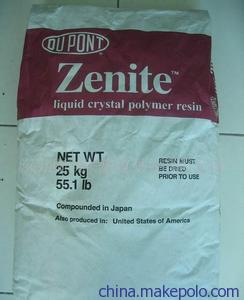 DU PONT
Zenite™
liquid crystal polymer resin
NET WT
25 kg
55.1 lb
RESIN MUST
BE DRIED
PRIOR TO USE
Compounded in Japan
Also produced in: United States of America
china.makepolo.com